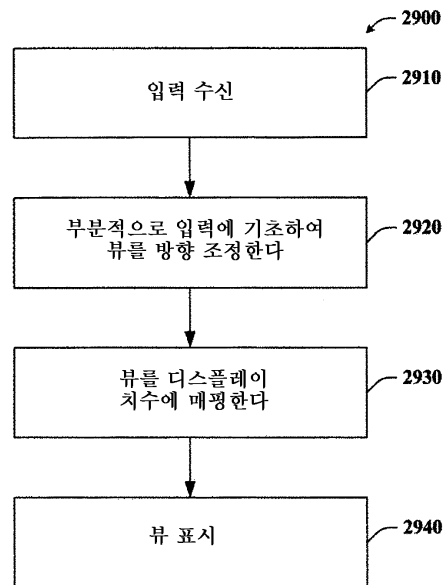 2900
입력 수신
2910
부분적으로 입력에 기초하여
뷰를 방향 조정한다
2920
뷰를 디스플레이
치수에 매핑한다
2930
뷰 표시
2940